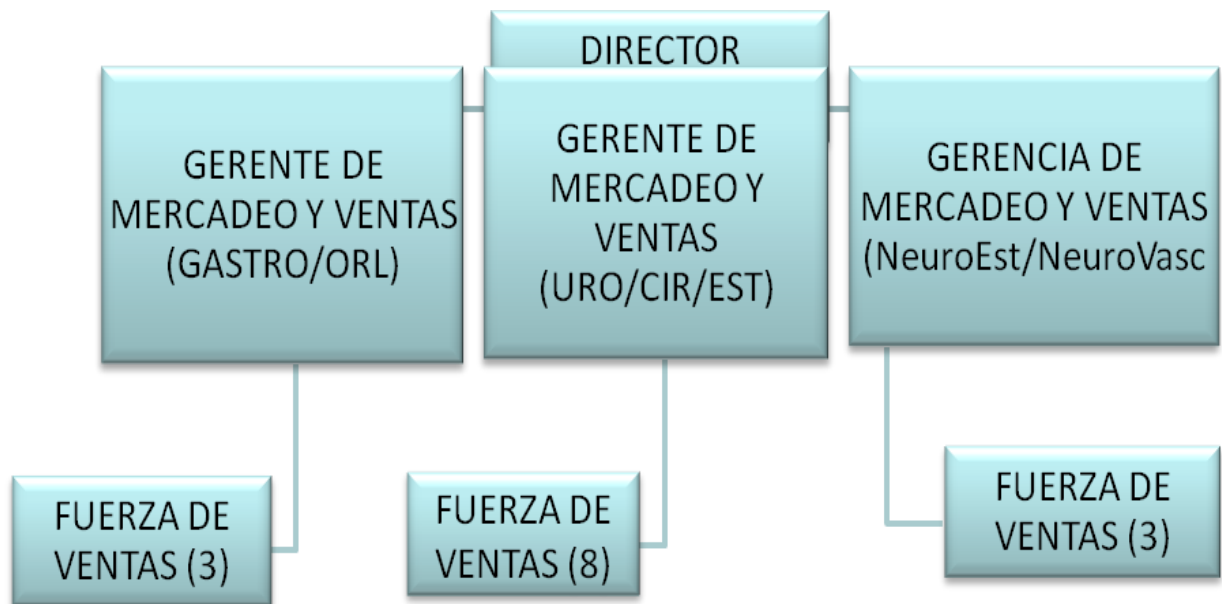 DIRECTOR
GERENTE DE
MERCADEO Y VENTAS
(GASTRO/ORL)
GERENTE DE
MERCADEO Y
VENTAS
(URO/CIR/EST)
GERENCIA DE
MERCADEO Y VENTAS
(NeuroEst/NeuroVasc
FUERZA DE
VENTAS (3)
FUERZA DE
VENTAS (8)
FUERZA DE
VENTAS (3)